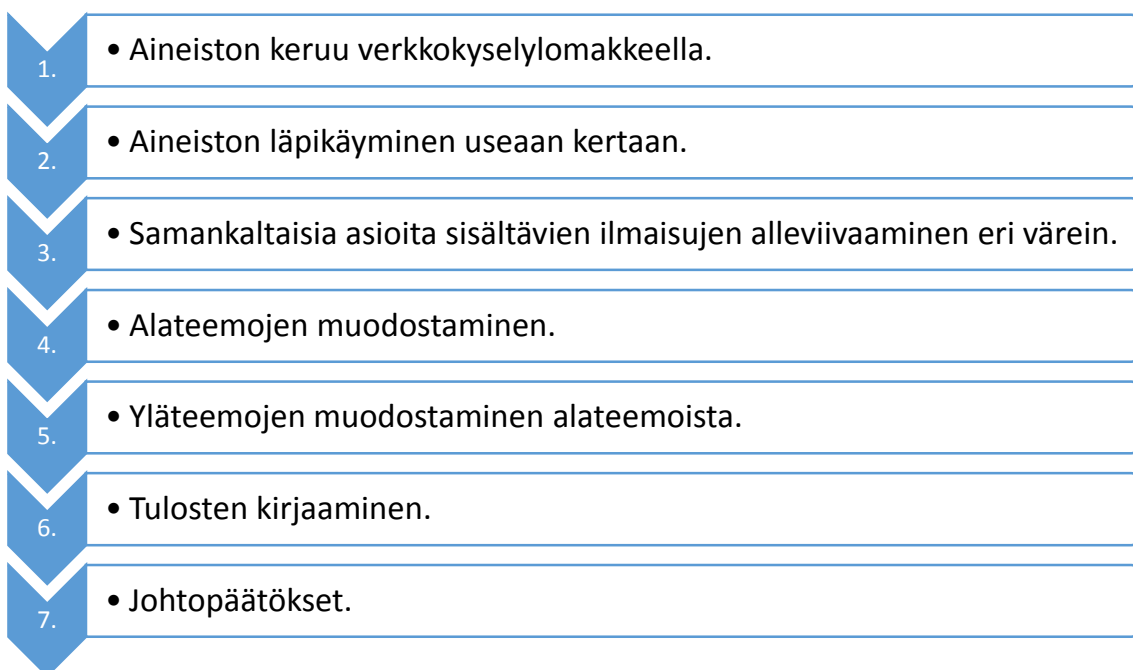 1. • Aineiston keruu verkkokyselylomakkeella.
2. • Aineiston läpikäyminen useaan kertaan.
3. • Samankaltaisia asioita sisältävien ilmaisujen alleviivaaminen eri värein.
4. • Alateemojen muodostaminen.
5. • Yläteemojen muodostaminen alateemoista.
6. • Tulosten kirjaaminen.
7. • Johtopäätökset.